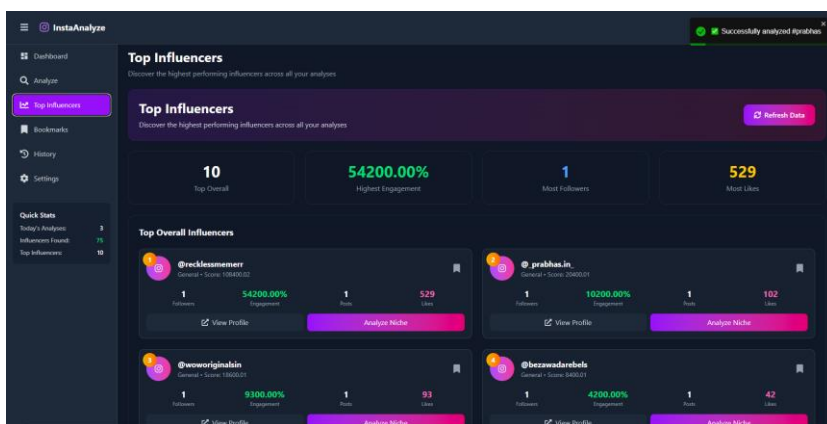 InstaAnalyze
✅ Successfully analyzed #prabhas
Dashboard
Analyze
Top Influencers
Bookmarks
History
Settings
Quick Stats
Today's Analyses: 3
Influencers Found: 75
Top Influencers: 10
Top Influencers
Discover the highest performing influencers across all your analyses
Top Influencers
Discover the highest performing influencers across all your analyses
Refresh Data
10
Top Overall
54200.00%
Highest Engagement
1
Most Followers
529
Most Likes
Top Overall Influencers
1
@recklessmemerr
General • Score: 108400.02
1 54200.00% 1 529
Followers Engagement Posts Likes
View Profile Analyze Niche
2
@_prabhas.in_
General • Score: 20400.01
1 10200.00% 1 102
Followers Engagement Posts Likes
View Profile Analyze Niche
3
@woworiginalsin
General • Score: 18600.01
1 9300.00% 1 93
Followers Engagement Posts Likes
View Profile Analyze Niche
4
@bezawadarebels
General • Score: 8400.01
1 4200.00% 1 42
Followers Engagement Posts Likes
View Profile Analyze Niche